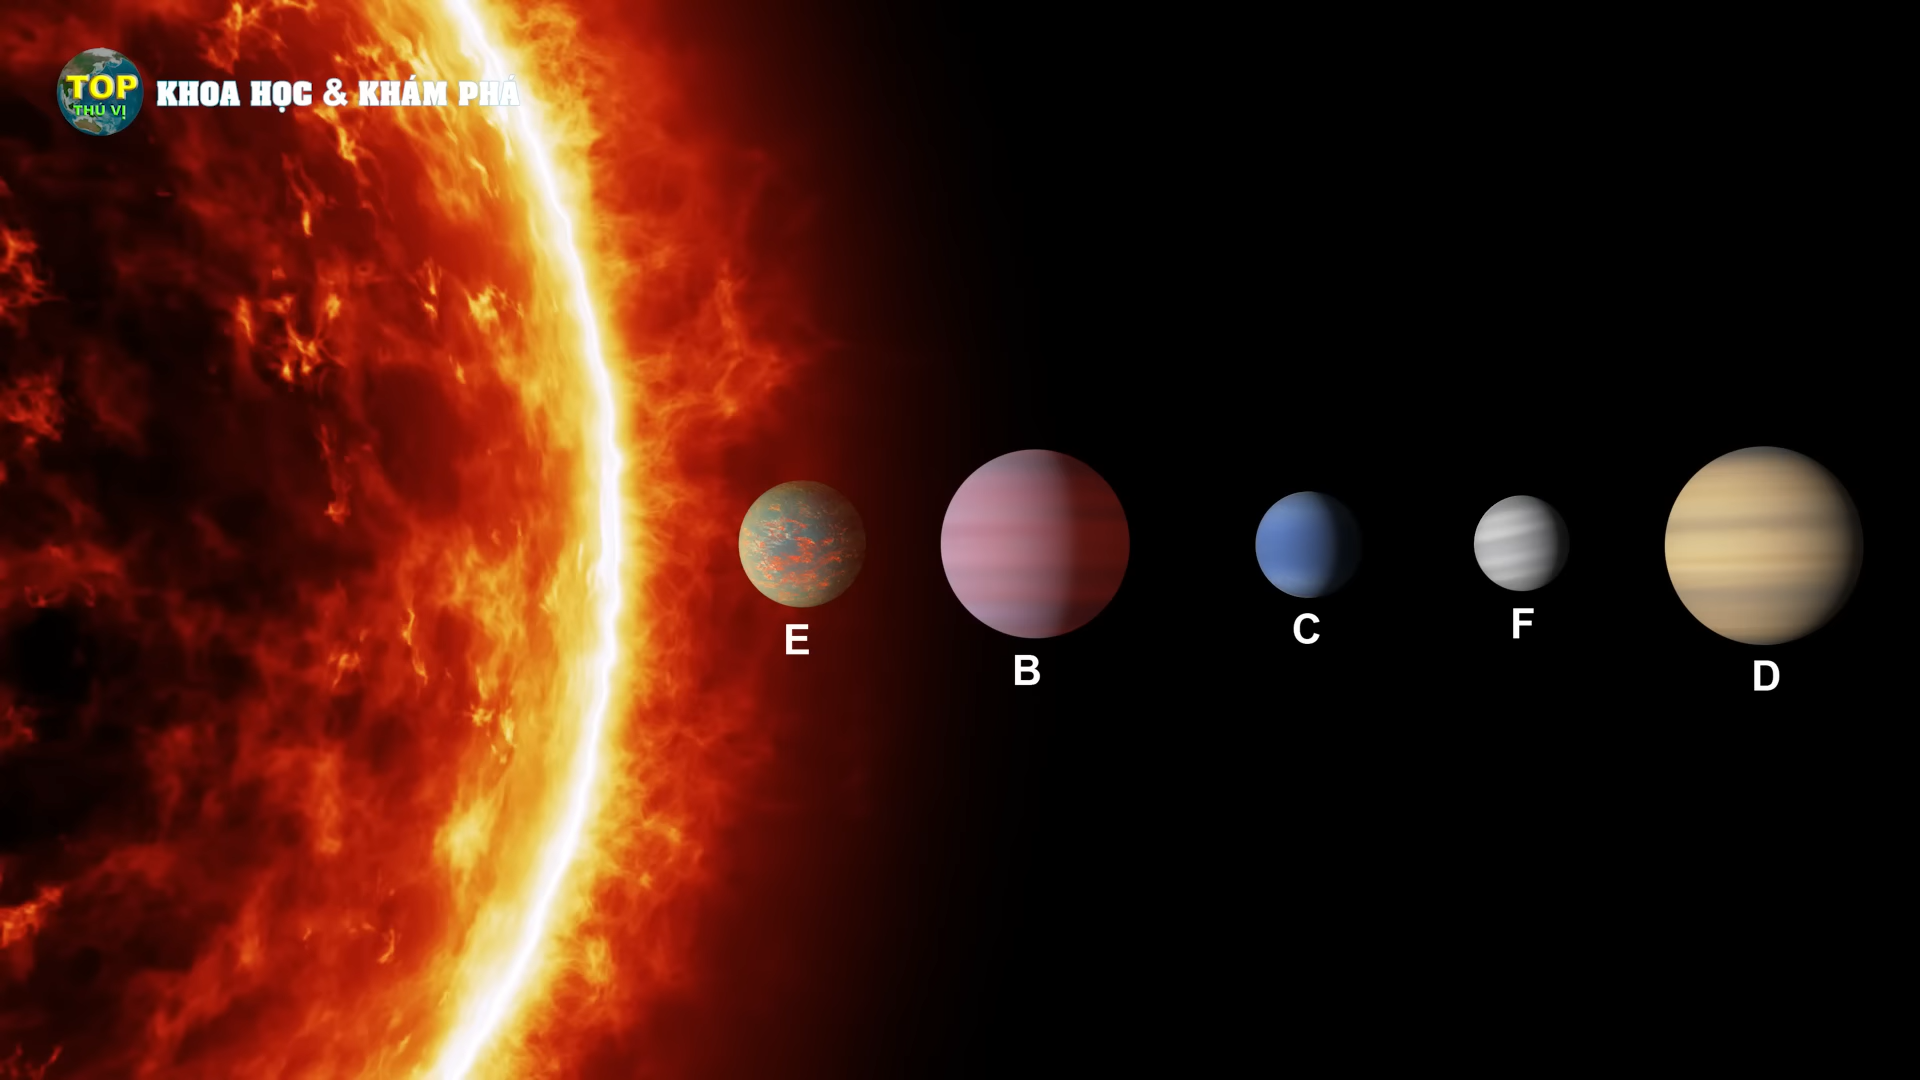 TOP
THÚ VỊ
KHOA HỌC & KHÁM PHÁ
E
B
C
F
D